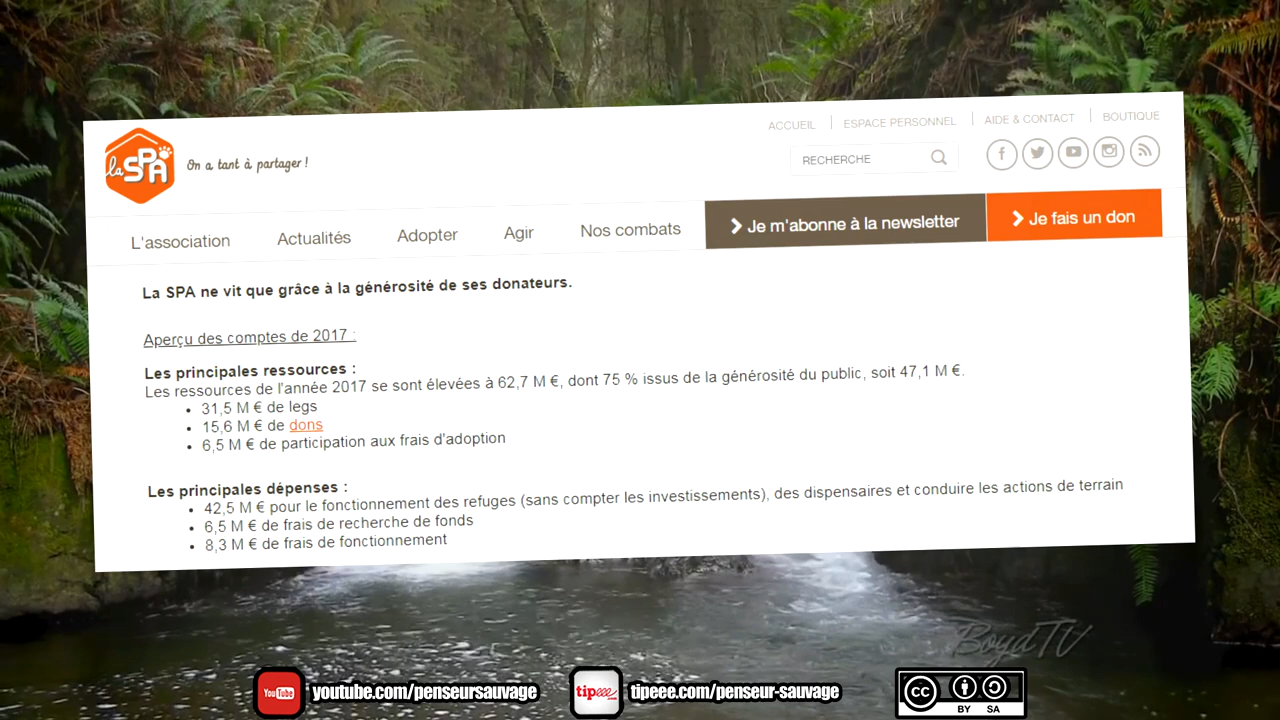 la SPA
On a tant à partager !
ACCUEIL
ESPACE PERSONNEL
AIDE & CONTACT
BOUTIQUE
RECHERCHE
L'association
Actualités
Adopter
Agir
Nos combats
Je m'abonne à la newsletter
Je fais un don
La SPA ne vit que grâce à la générosité de ses donateurs.
Aperçu des comptes de 2017 :
Les principales ressources :
Les ressources de l'année 2017 se sont élevées à 62,7 M €, dont 75 % issus de la générosité du public, soit 47,1 M €.
• 31,5 M € de legs
• 15,6 M € de dons
• 6,5 M € de participation aux frais d'adoption
Les principales dépenses :
• 42,5 M € pour le fonctionnement des refuges (sans compter les investissements), des dispensaires et conduire les actions de terrain
• 6,5 M € de frais de recherche de fonds
• 8,3 M € de frais de fonctionnement
BoydTV
YouTube
youtube.com/penseursauvage
tipeee
tipeee.com/penseur-sauvage
cc
BY SA